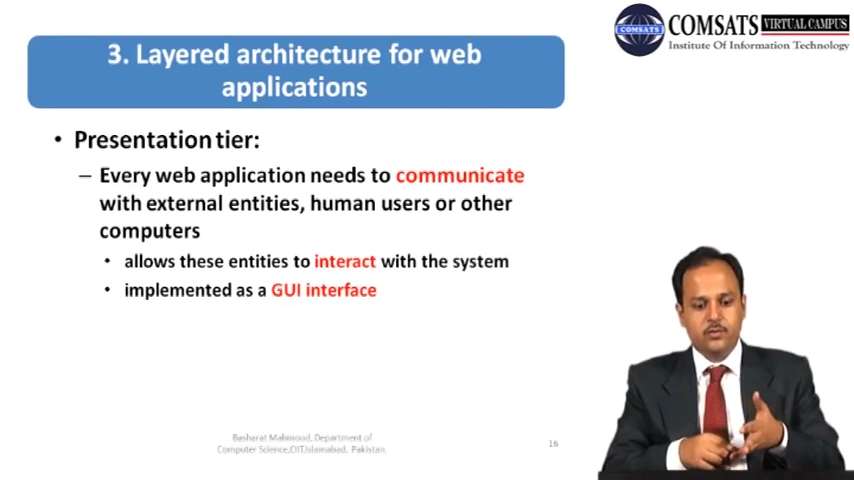 COMSATS VIRTUAL CAMPUS
Institute Of Information Technology
COMSATS
3. Layered architecture for web
applications
• Presentation tier:
– Every web application needs to communicate
with external entities, human users or other
computers
• allows these entities to interact with the system
• implemented as a GUI interface
Basharat Mahmood, Department of
Computer Science,CIIT,Islamabad, Pakistan.
16